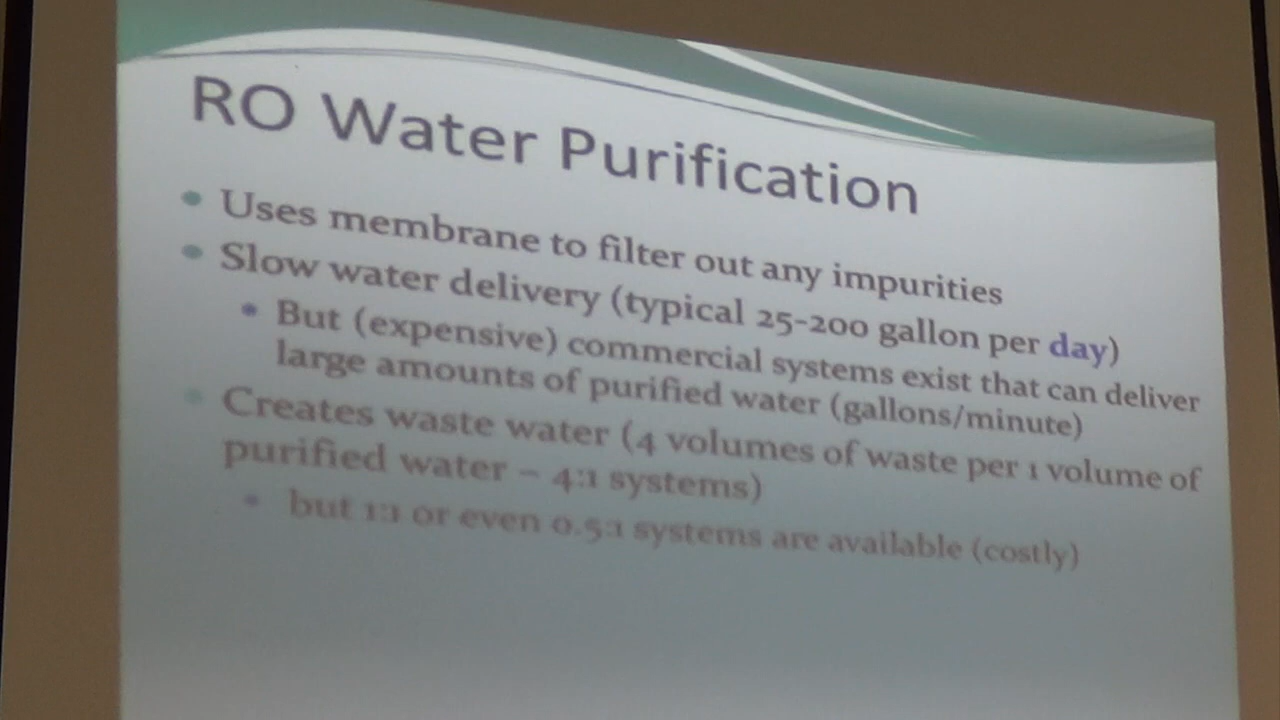 RO Water Purification
• Uses membrane to filter out any impurities
• Slow water delivery (typical 25-200 gallon per day)
• But (expensive) commercial systems exist that can deliver
large amounts of purified water (gallons/minute)
• Creates waste water (4 volumes of waste per 1 volume of
purified water – 4:1 systems)
• but 1:1 or even 0.5:1 systems are available (costly)